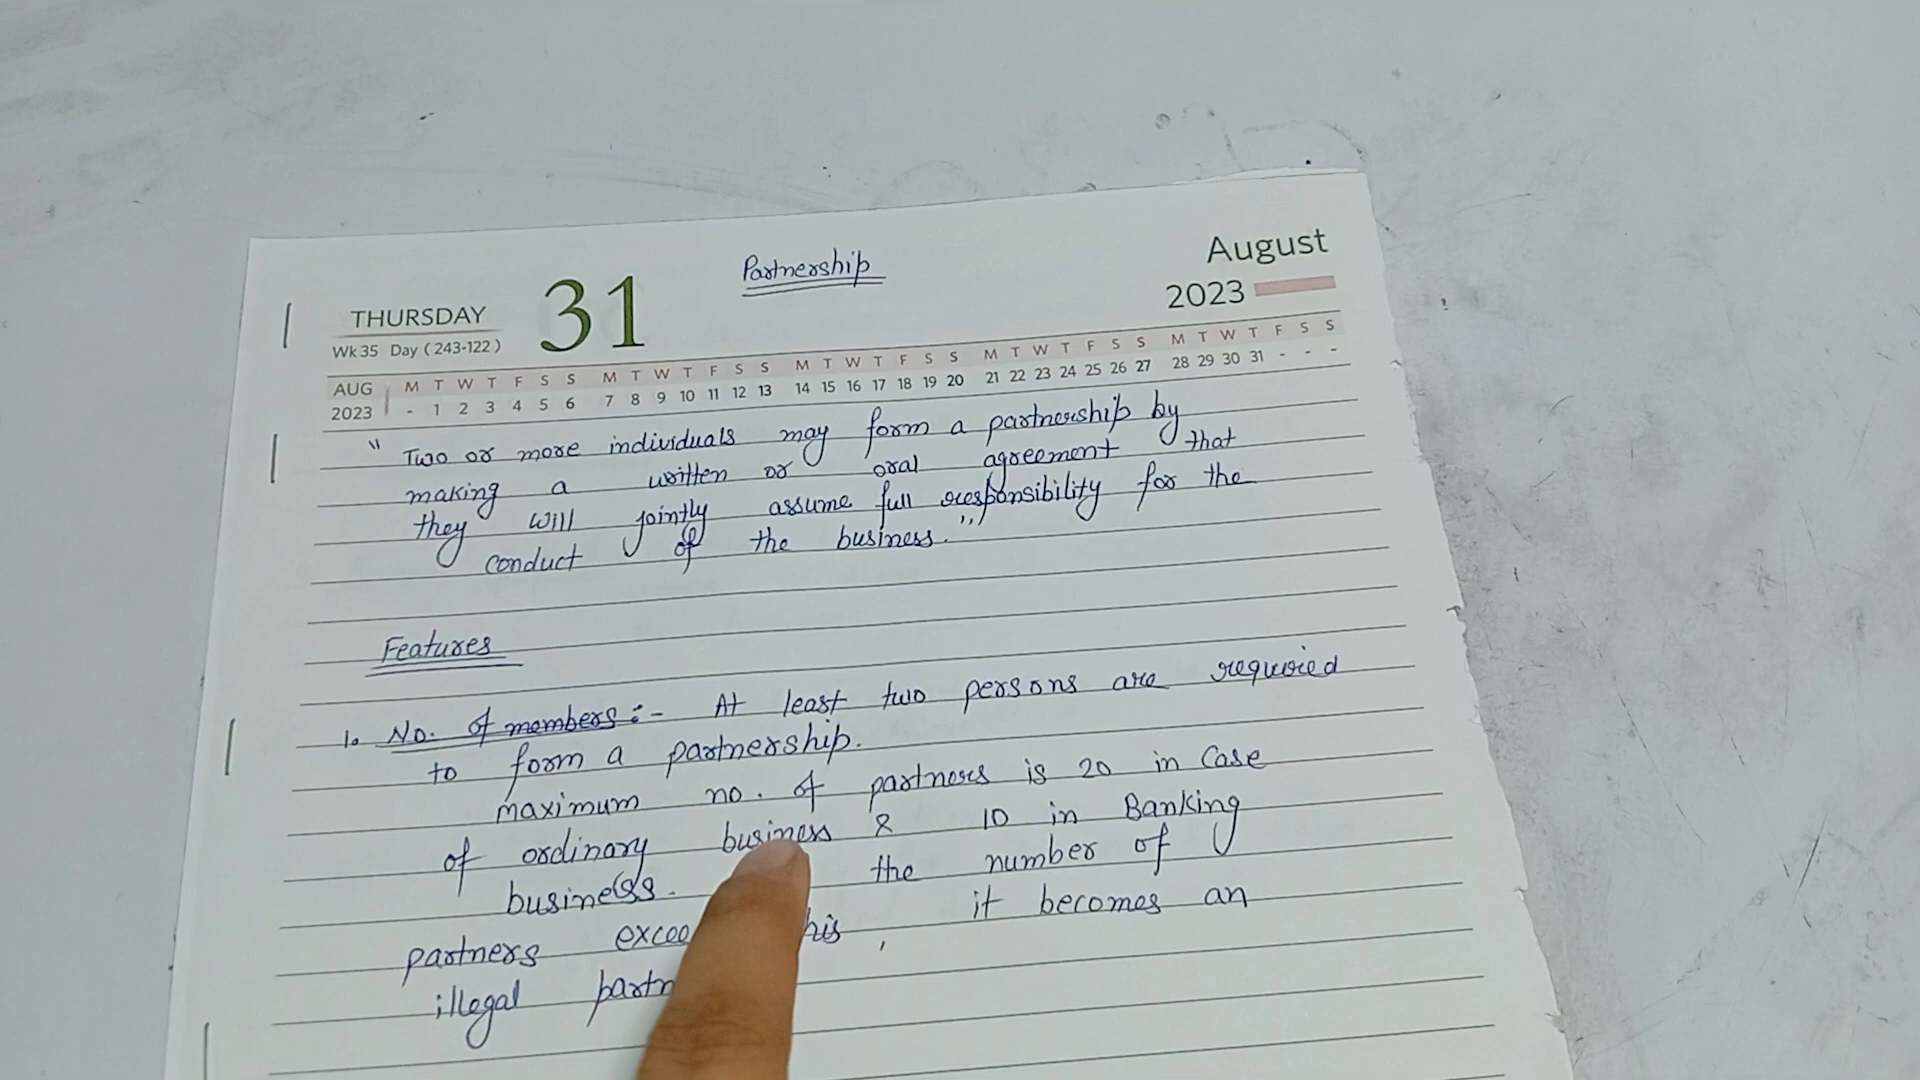 Partnership
August
2023
THURSDAY
31
Wk 35 Day ( 243-122 )
AUG M T W T F S S M T W T F S S M T W T F S S M T W T F S S M T W T F S S
2023 - 1 2 3 4 5 6 7 8 9 10 11 12 13 14 15 16 17 18 19 20 21 22 23 24 25 26 27 28 29 30 31 - - -
" Two or more individuals may form a partnership by
making a written or oral agreement that
they will jointly assume full responsibility for the
conduct of the business."
Features
1. No. of members :- At least two persons are required
to form a partnership.
maximum no. of partners is 20 in Case
of ordinary business & 10 in Banking
business. the number of
partners , it becomes an
illegal